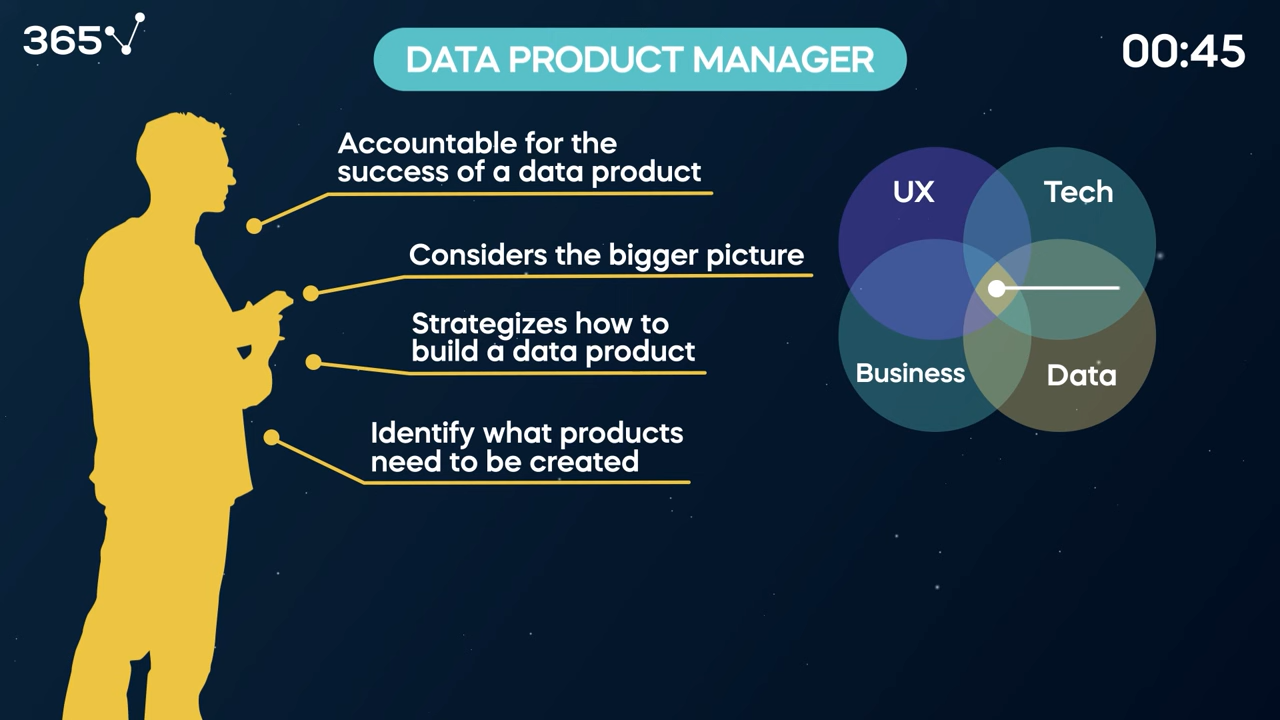 365
DATA PRODUCT MANAGER
00:45
Accountable for the
success of a data product
Considers the bigger picture
Strategizes how to
build a data product
Identify what products
need to be created
UX
Tech
Business
Data